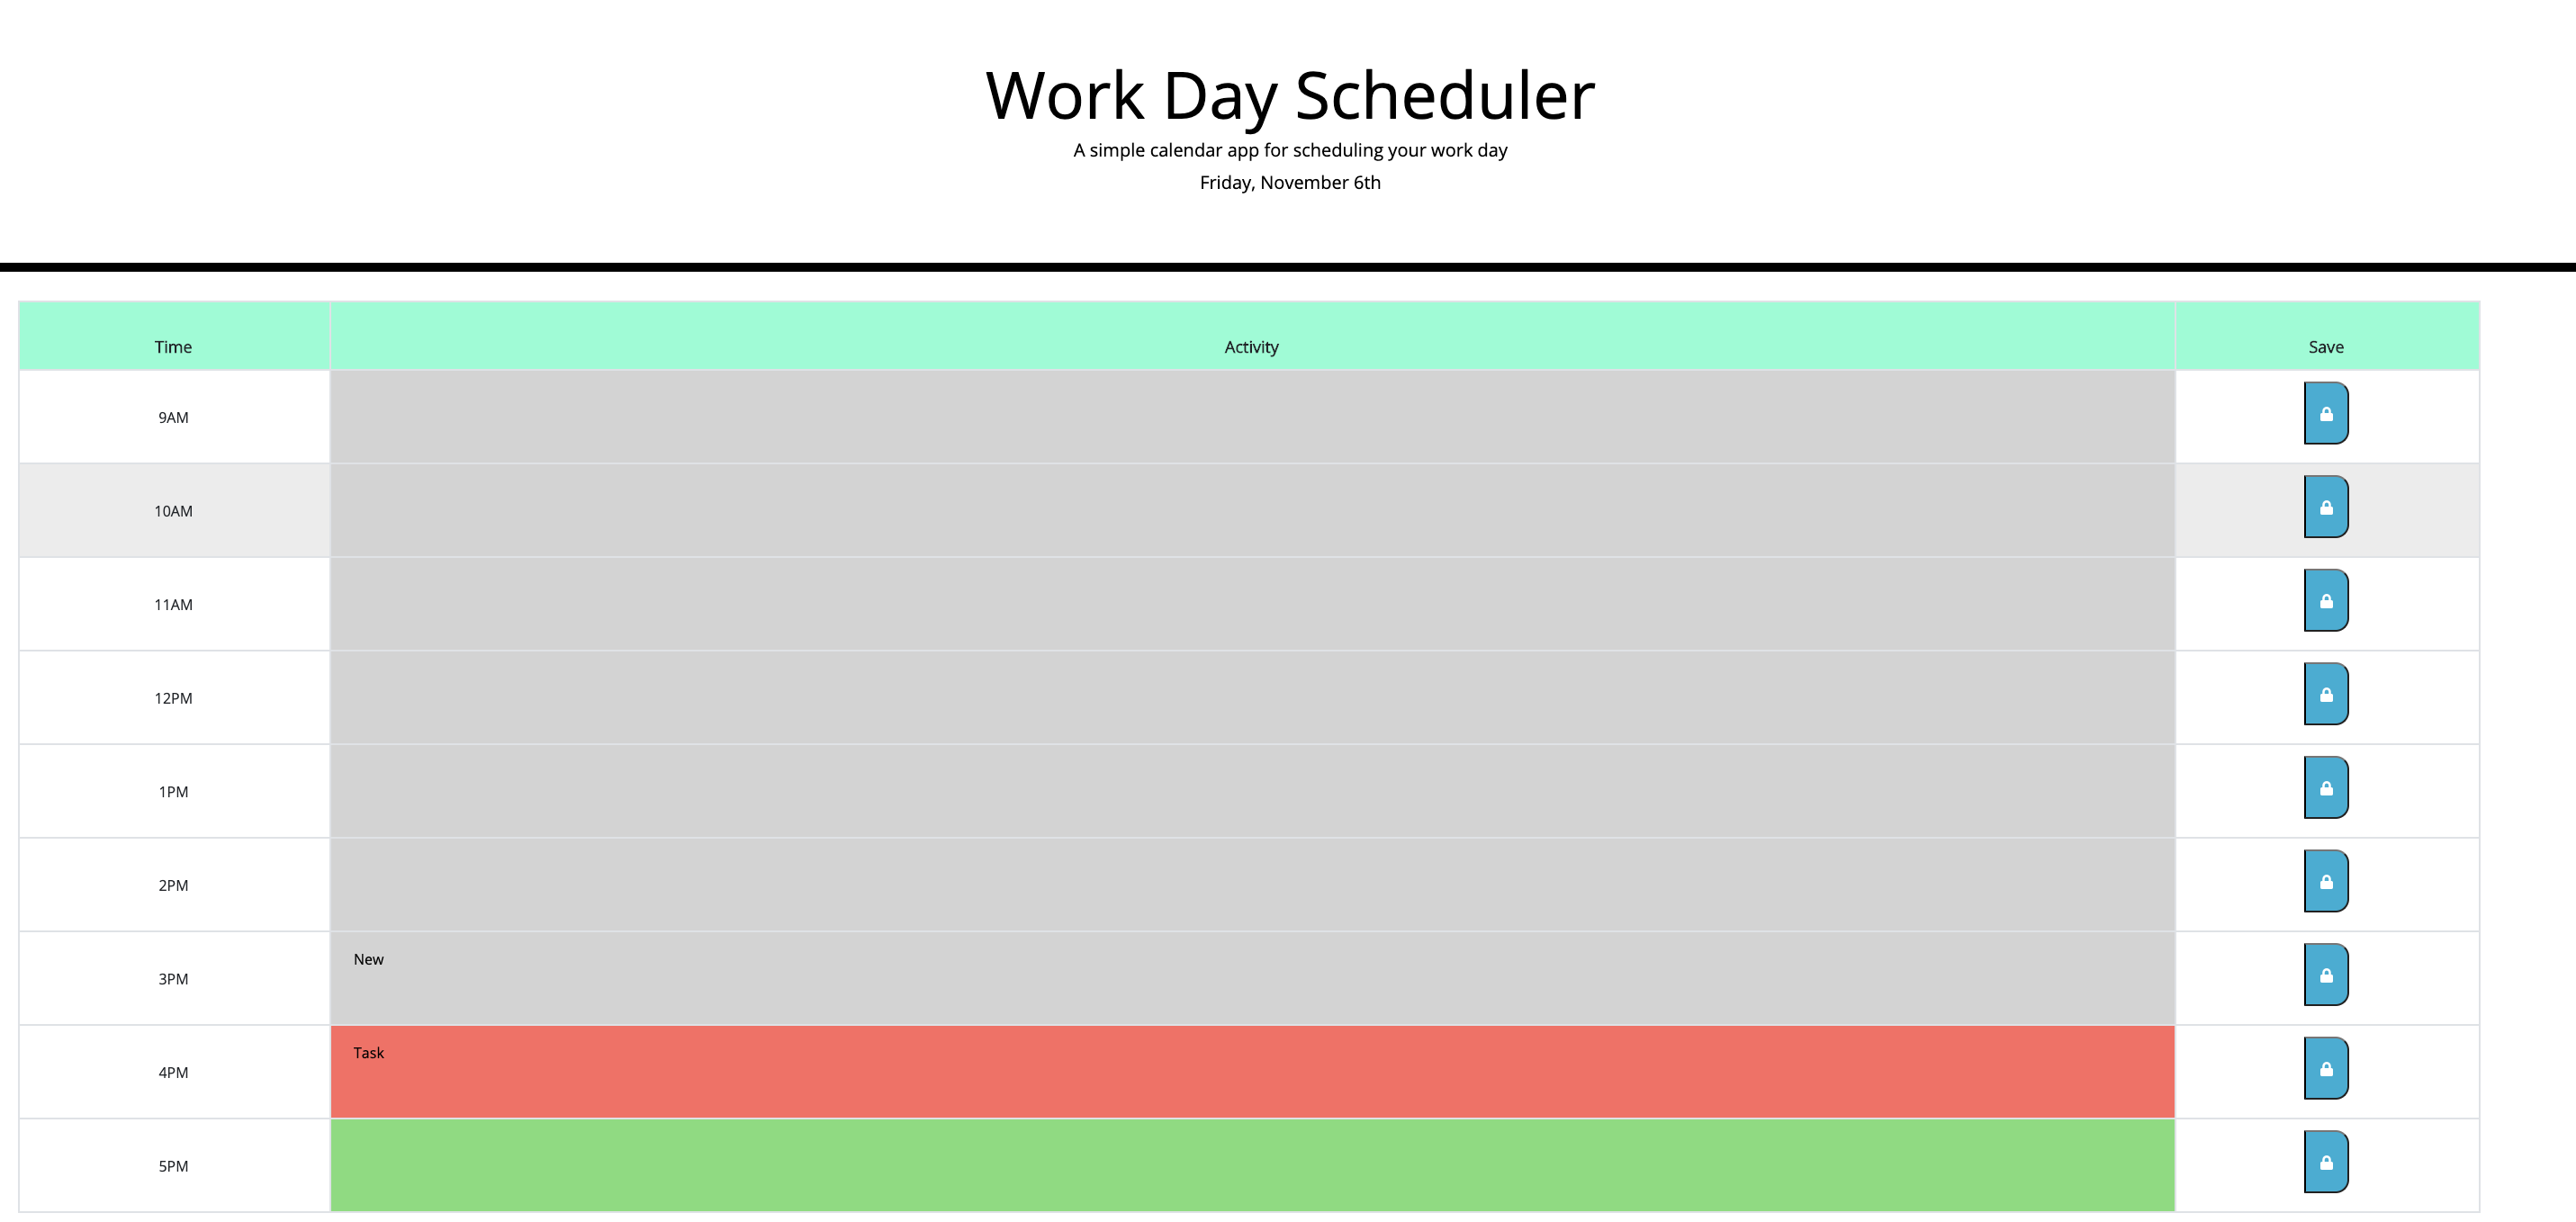 Work Day Scheduler
A simple calendar app for scheduling your work day
Friday, November 6th
Time Activity Save
9AM
10AM
11AM
12PM
1PM
2PM
3PM New
4PM Task
5PM